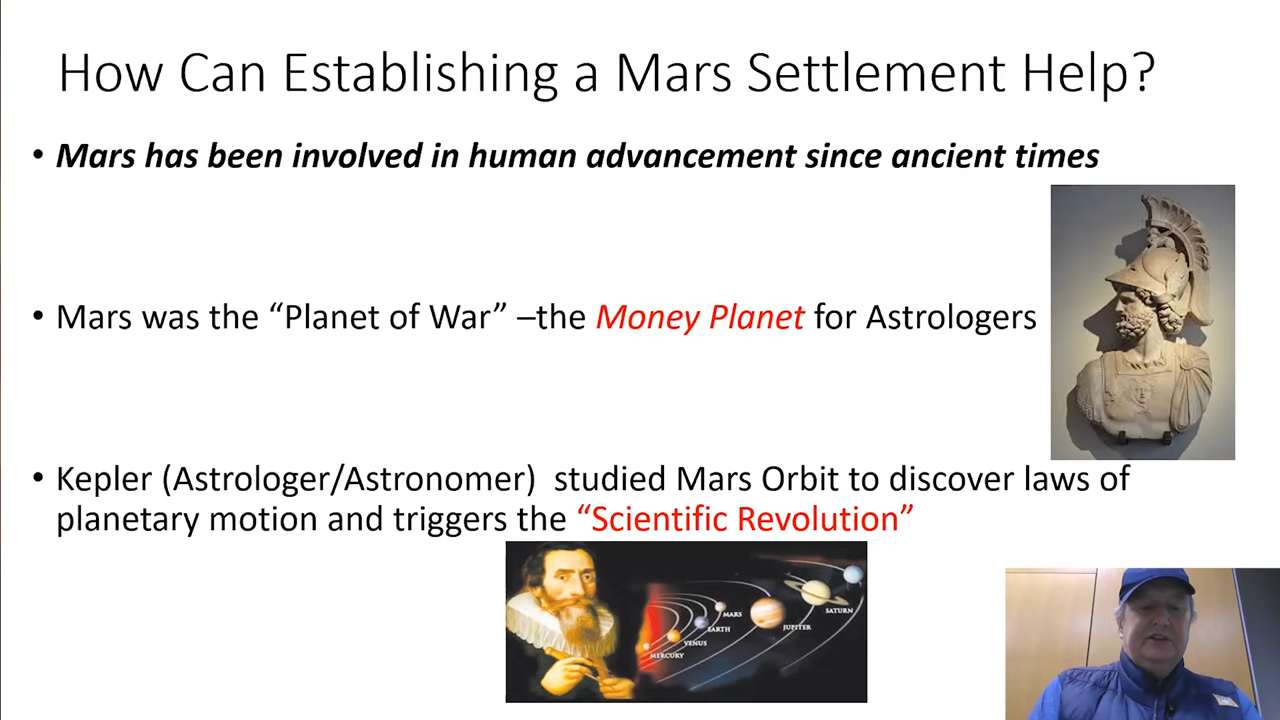 How Can Establishing a Mars Settlement Help?
• Mars has been involved in human advancement since ancient times
• Mars was the “Planet of War” –the Money Planet for Astrologers
• Kepler (Astrologer/Astronomer)  studied Mars Orbit to discover laws of
planetary motion and triggers the “Scientific Revolution”
MERCURY
VENUS
EARTH
MARS
JUPITER
SATURN